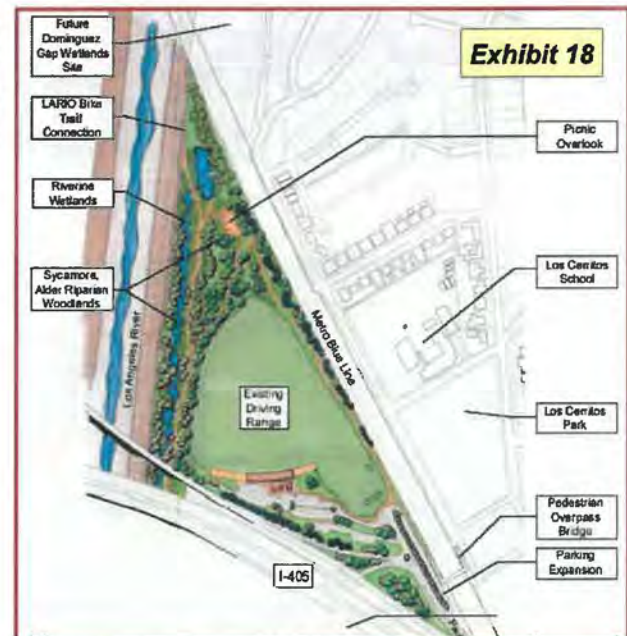 Future
Dominguez
Gap Wetlands
Site
Exhibit 18
LARIO Bike
Trail
Connection
Picnic
Overlook
Riverine
Wetlands
Sycamore,
Alder Riparian
Woodlands
Los Cerritos
School
Los Angeles River
Metro Blue Line
Existing
Driving
Range
Los Cerritos
Park
Pedestrian
Overpass
Bridge
Parking
Expansion
I-405